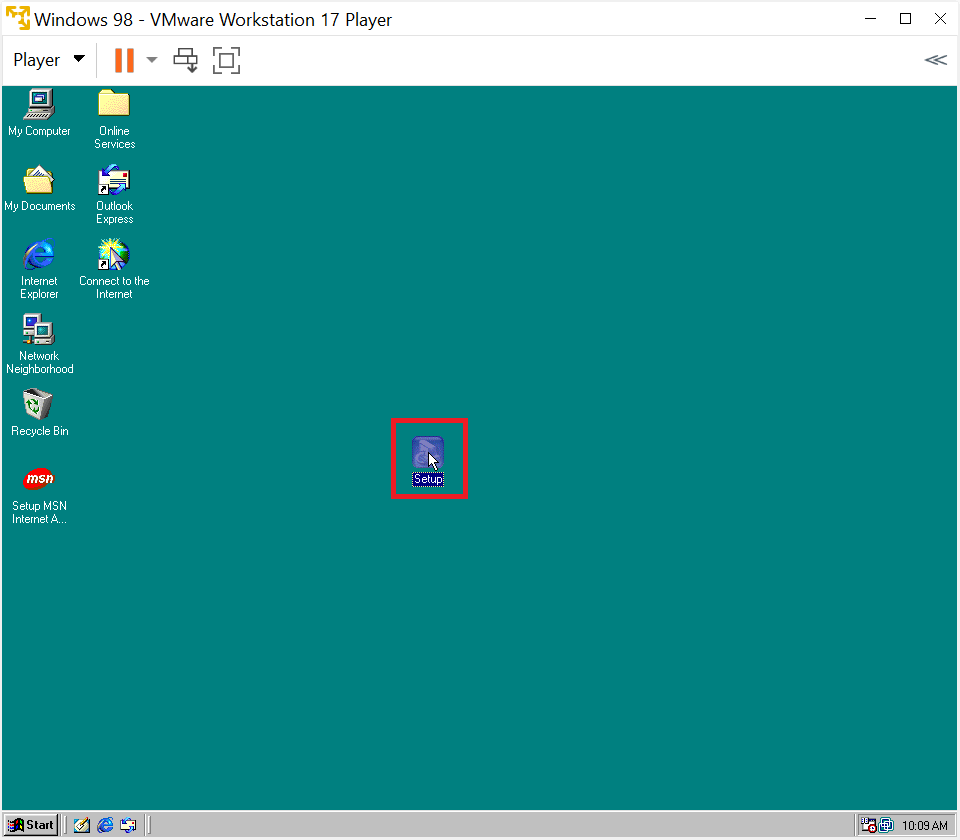 Windows 98 - VMware Workstation 17 Player
Player
My Computer
Online
Services
My Documents
Outlook
Express
Internet
Explorer
Connect to the
Internet
Network
Neighborhood
Recycle Bin
msn
Setup MSN
Internet A...
Setup
Start
10:09 AM